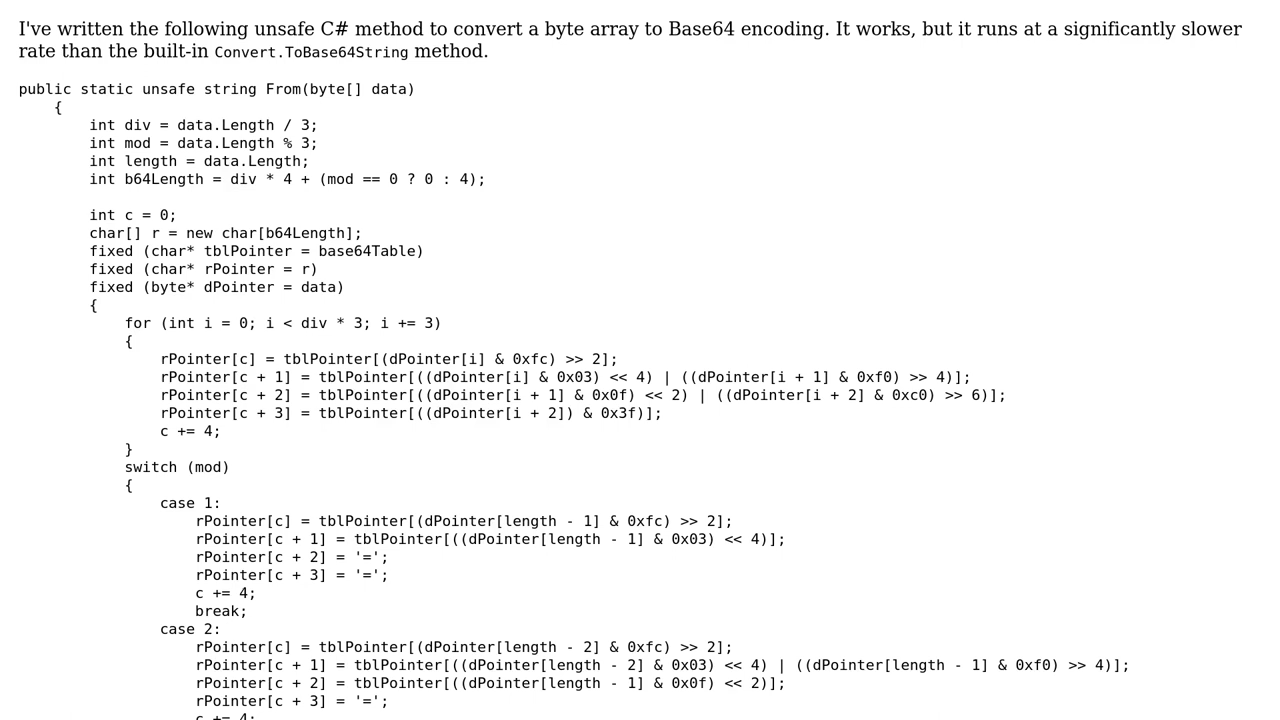 I've written the following unsafe C# method to convert a byte array to Base64 encoding. It works, but it runs at a significantly slower
rate than the built-in Convert.ToBase64String method.
public static unsafe string From(byte[] data)
    {
        int div = data.Length / 3;
        int mod = data.Length % 3;
        int length = data.Length;
        int b64Length = div * 4 + (mod == 0 ? 0 : 4);

        int c = 0;
        char[] r = new char[b64Length];
        fixed (char* tblPointer = base64Table)
        fixed (char* rPointer = r)
        fixed (byte* dPointer = data)
        {
            for (int i = 0; i < div * 3; i += 3)
            {
                rPointer[c] = tblPointer[(dPointer[i] & 0xfc) >> 2];
                rPointer[c + 1] = tblPointer[((dPointer[i] & 0x03) << 4) | ((dPointer[i + 1] & 0xf0) >> 4)];
                rPointer[c + 2] = tblPointer[((dPointer[i + 1] & 0x0f) << 2) | ((dPointer[i + 2] & 0xc0) >> 6)];
                rPointer[c + 3] = tblPointer[((dPointer[i + 2]) & 0x3f)];
                c += 4;
            }
            switch (mod)
            {
                case 1:
                    rPointer[c] = tblPointer[(dPointer[length - 1] & 0xfc) >> 2];
                    rPointer[c + 1] = tblPointer[((dPointer[length - 1] & 0x03) << 4)];
                    rPointer[c + 2] = '=';
                    rPointer[c + 3] = '=';
                    c += 4;
                    break;
                case 2:
                    rPointer[c] = tblPointer[(dPointer[length - 2] & 0xfc) >> 2];
                    rPointer[c + 1] = tblPointer[((dPointer[length - 2] & 0x03) << 4) | ((dPointer[length - 1] & 0xf0) >> 4)];
                    rPointer[c + 2] = tblPointer[((dPointer[length - 1] & 0x0f) << 2)];
                    rPointer[c + 3] = '=';
                    c += 4;